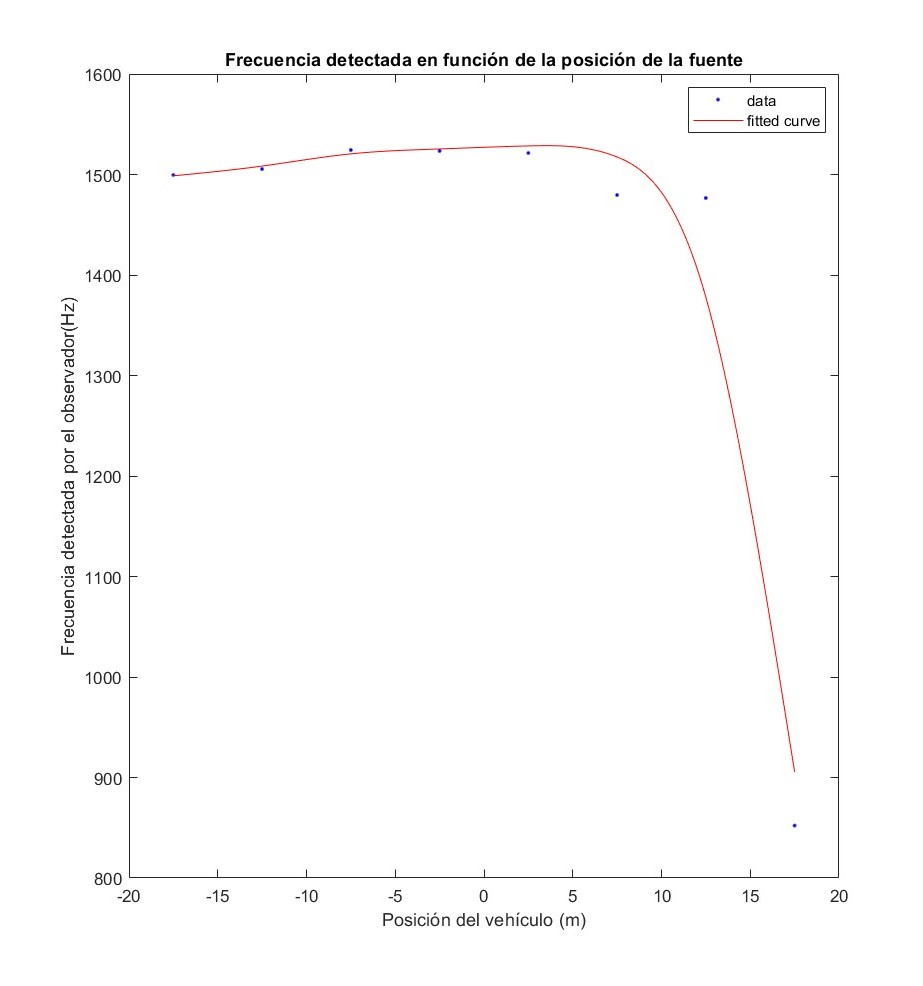 Frecuencia detectada en función de la posición de la fuente
data
fitted curve
1600
1500
1400
1300
1200
1100
1000
900
800
Frecuencia detectada por el observador(Hz)
-20 -15 -10 -5 0 5 10 15 20
Posición del vehículo (m)